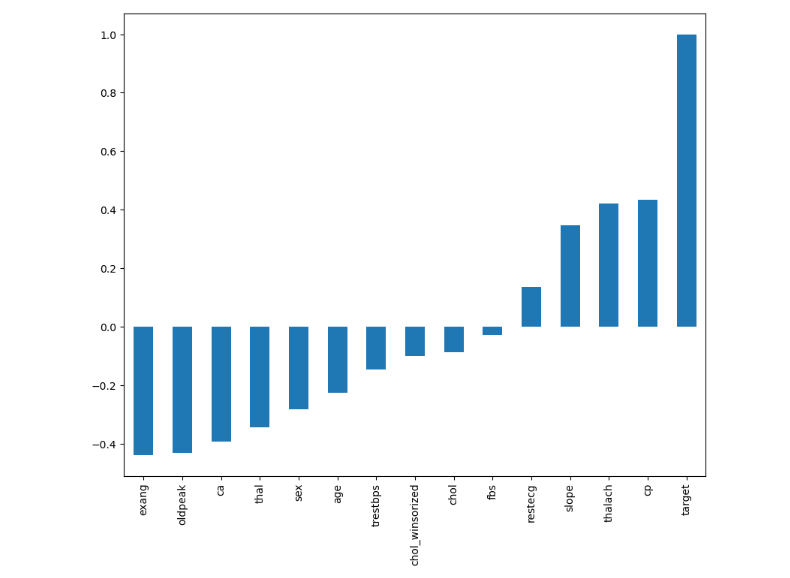 1.0
0.8
0.6
0.4
0.2
0.0
−0.2
−0.4
exang
oldpeak
ca
thal
sex
age
trestbps
chol_winsorized
chol
fbs
restecg
slope
thalach
cp
target